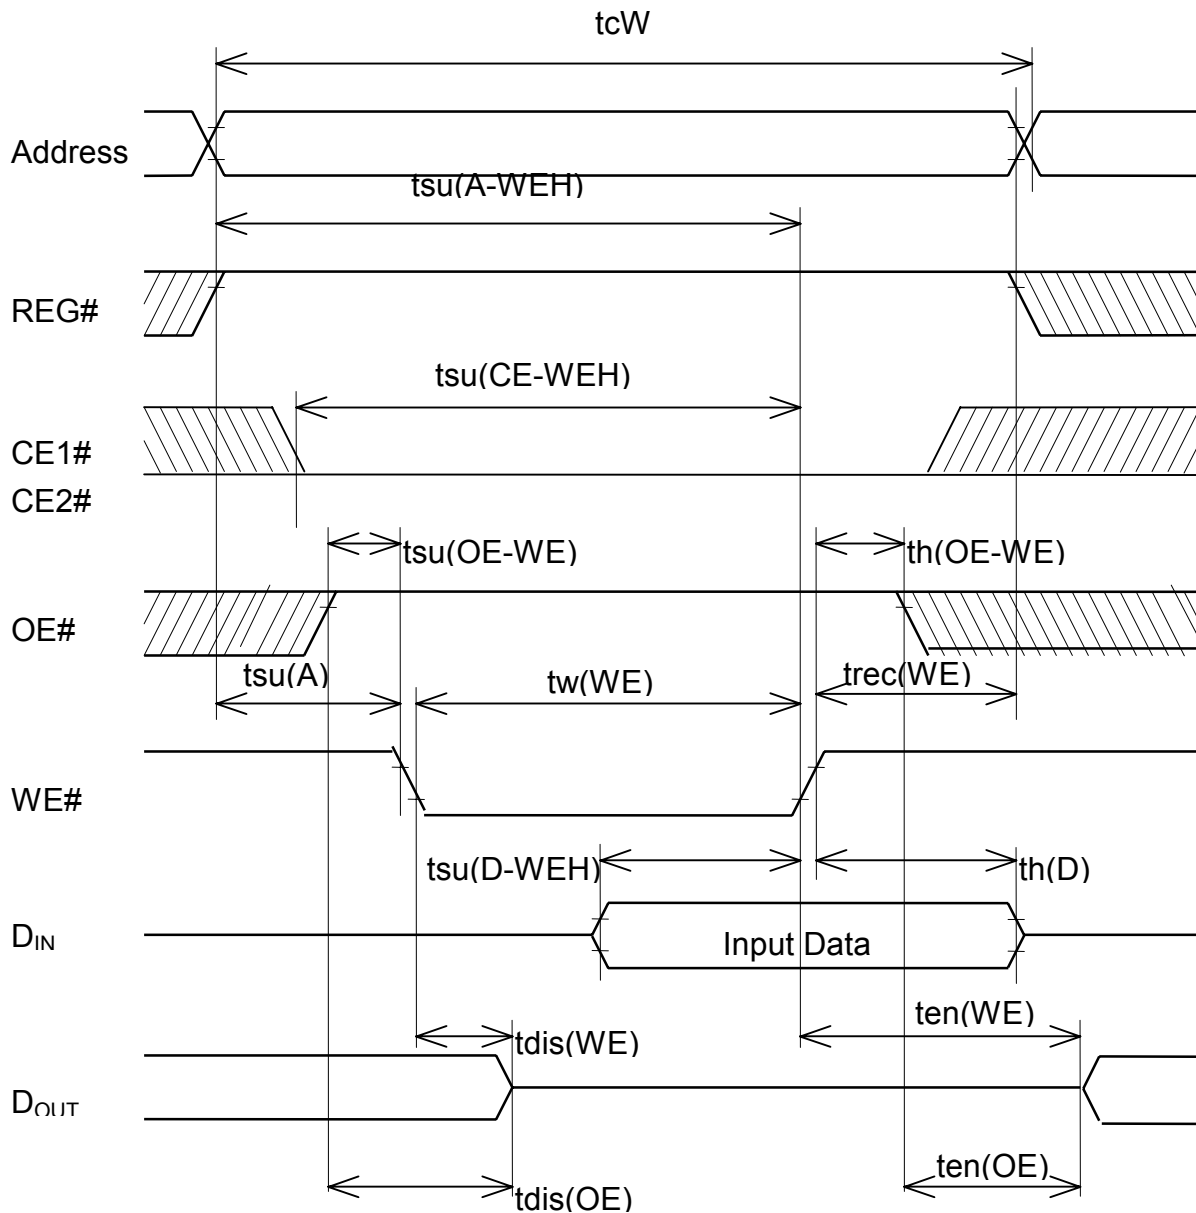 tcW
Address
tsu(A-WEH)
REG#
tsu(CE-WEH)
CE1#
CE2#
tsu(OE-WE)
th(OE-WE)
OE#
tsu(A)
tw(WE)
trec(WE)
WE#
tsu(D-WEH)
th(D)
DIN
Input Data
ten(WE)
tdis(WE)
DOUT
ten(OE)
tdis(OE)